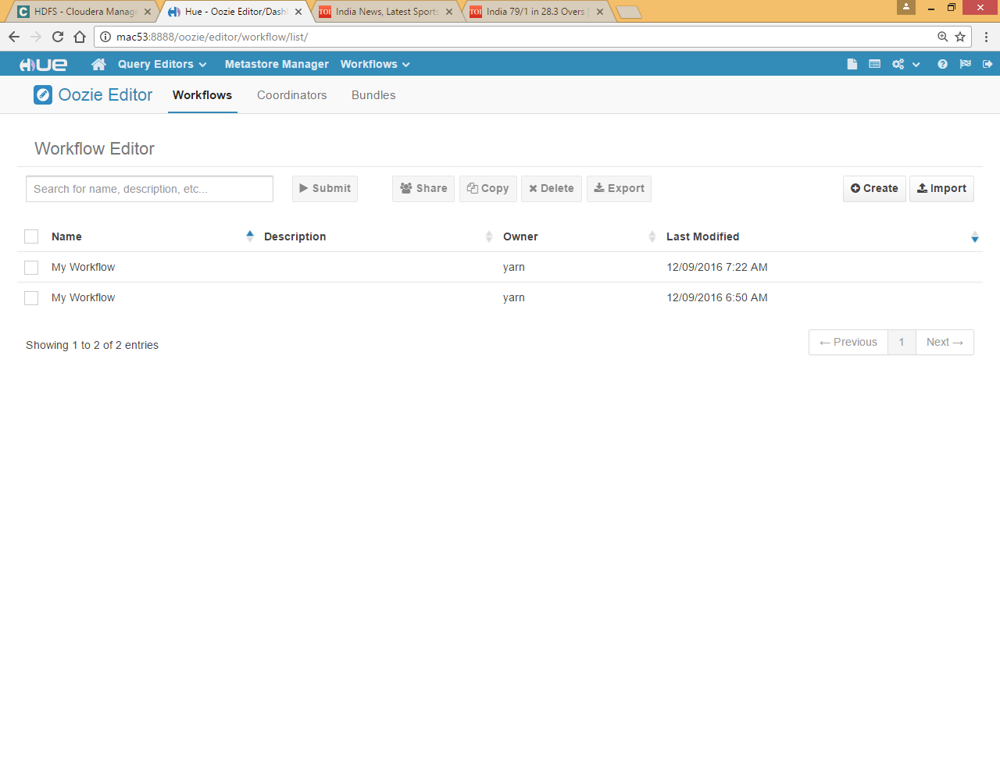 HDFS - Cloudera Manage
Hue - Oozie Editor/Dash
TOI India News, Latest Sports
TOI India 79/1 in 28.3 Overs |
mac53:8888/oozie/editor/workflow/list/
HUE Query Editors Metastore Manager Workflows
Oozie Editor Workflows Coordinators Bundles
Workflow Editor
Search for name, description, etc... Submit Share Copy Delete Export Create Import
Name Description Owner Last Modified
My Workflow yarn 12/09/2016 7:22 AM
My Workflow yarn 12/09/2016 6:50 AM
Showing 1 to 2 of 2 entries
← Previous 1 Next →